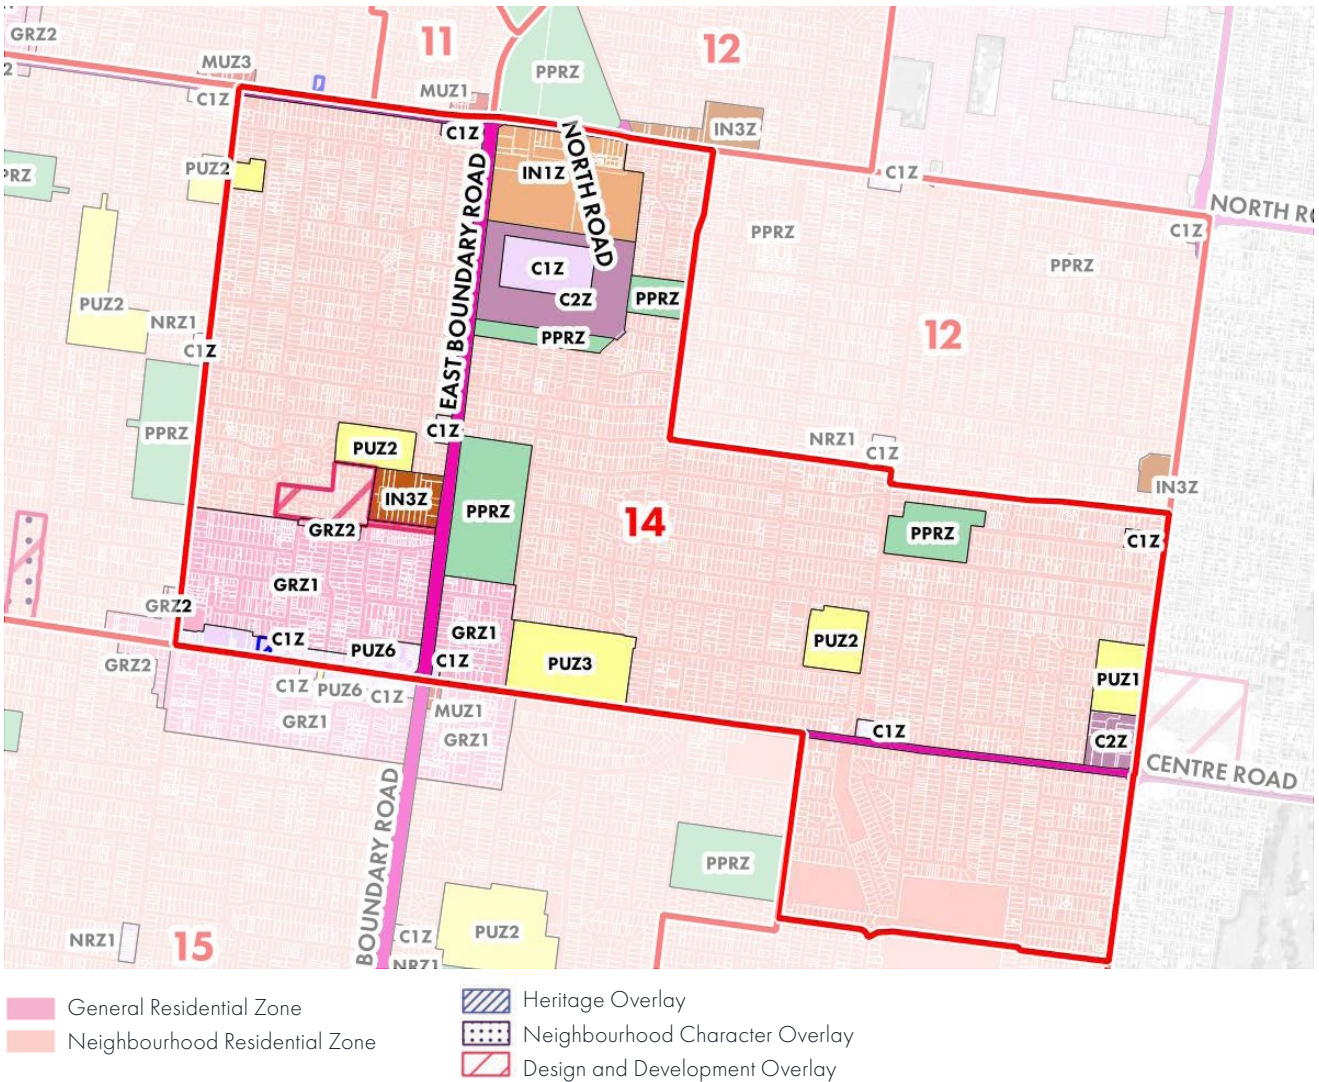 GRZ2
11
12
MUZ3
2
PPRZ
MUZ1
C1Z
C1Z
NORTH ROAD
IN3Z
PRZ
PUZ2
EAST BOUNDARY ROAD
IN1Z
C1Z
NORTH R
PPRZ
C1Z
PPRZ
C1Z
C2Z
PPRZ
PUZ2
NRZ1
C1Z
PPRZ
12
PPRZ
C1Z
NRZ1
C1Z
PUZ2
IN3Z
IN3Z
PPRZ
14
PPRZ
C1Z
GRZ2
GRZ1
GRZ2
C1Z
PUZ6
GRZ1
C1Z
PUZ3
PUZ2
PUZ1
GRZ2
C1Z
PUZ6
C1Z
MUZ1
GRZ1
GRZ1
C1Z
C2Z
CENTRE ROAD
BOUNDARY ROAD
PPRZ
NRZ1
15
C1Z
PUZ2
NRZ1
General Residential Zone
Neighbourhood Residential Zone
Heritage Overlay
Neighbourhood Character Overlay
Design and Development Overlay